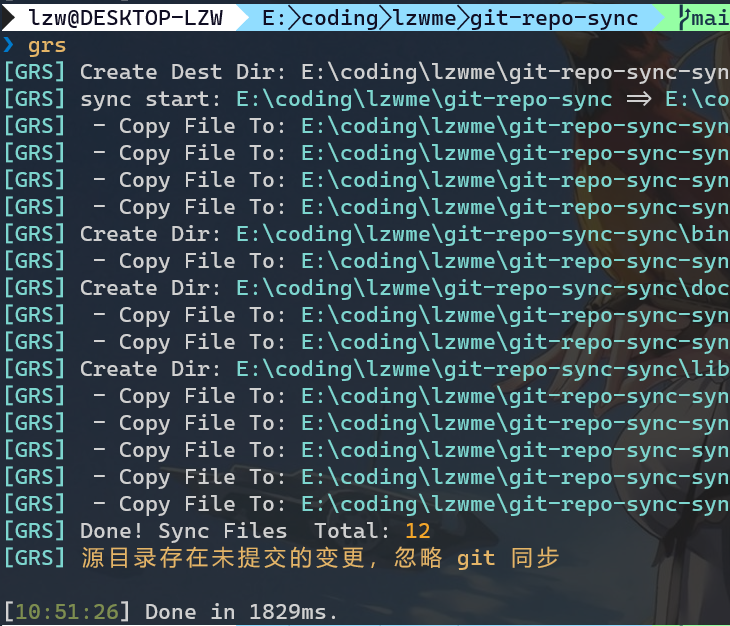 lzw@DESKTOP-LZW E:\coding\lzwme\git-repo-sync mai
❯ grs
[GRS] Create Dest Dir: E:\coding\lzwme\git-repo-sync-syn
[GRS] sync start: E:\coding\lzwme\git-repo-sync => E:\co
[GRS]  - Copy File To: E:\coding\lzwme\git-repo-sync-syn
[GRS]  - Copy File To: E:\coding\lzwme\git-repo-sync-syn
[GRS]  - Copy File To: E:\coding\lzwme\git-repo-sync-syn
[GRS]  - Copy File To: E:\coding\lzwme\git-repo-sync-syn
[GRS] Create Dir: E:\coding\lzwme\git-repo-sync-sync\bin
[GRS]  - Copy File To: E:\coding\lzwme\git-repo-sync-syn
[GRS] Create Dir: E:\coding\lzwme\git-repo-sync-sync\doc
[GRS]  - Copy File To: E:\coding\lzwme\git-repo-sync-syn
[GRS]  - Copy File To: E:\coding\lzwme\git-repo-sync-syn
[GRS] Create Dir: E:\coding\lzwme\git-repo-sync-sync\lib
[GRS]  - Copy File To: E:\coding\lzwme\git-repo-sync-syn
[GRS]  - Copy File To: E:\coding\lzwme\git-repo-sync-syn
[GRS]  - Copy File To: E:\coding\lzwme\git-repo-sync-syn
[GRS]  - Copy File To: E:\coding\lzwme\git-repo-sync-syn
[GRS]  - Copy File To: E:\coding\lzwme\git-repo-sync-syn
[GRS] Done! Sync Files  Total: 12
[GRS] 源目录存在未提交的变更，忽略 git 同步
[10:51:26] Done in 1829ms.